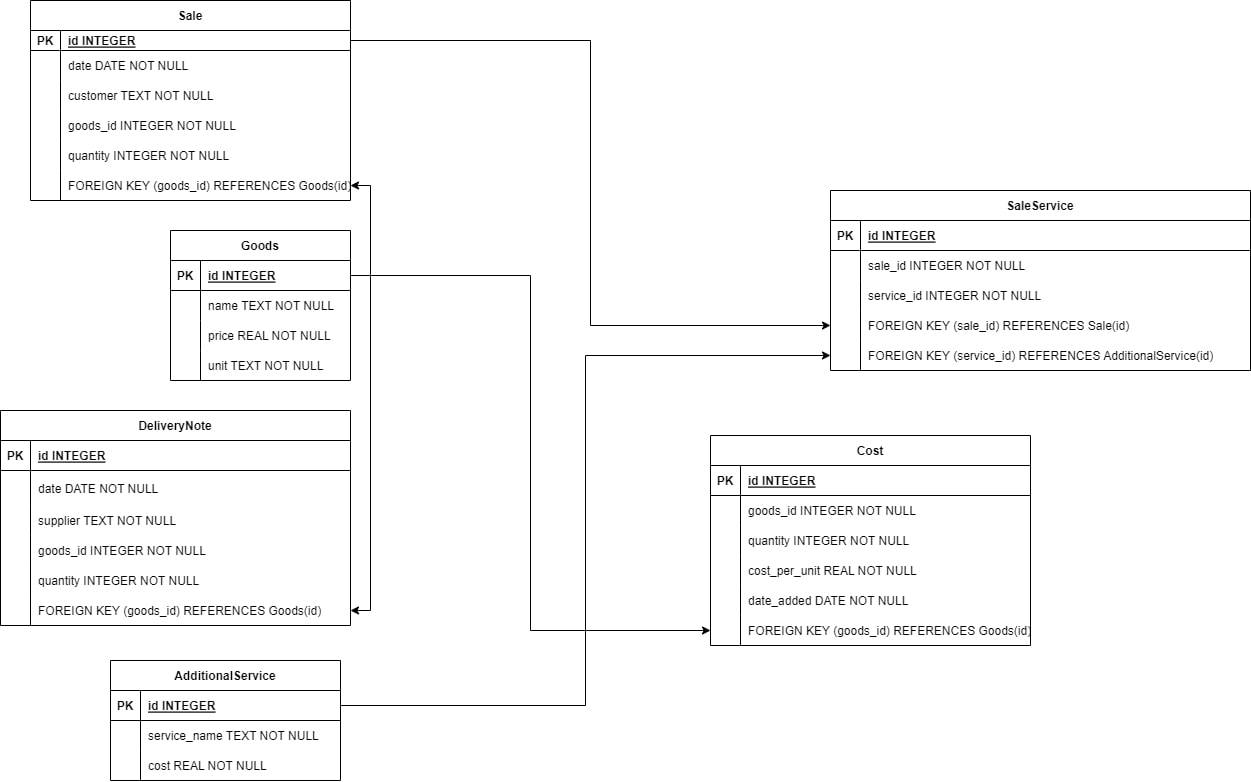 Sale
PK id INTEGER
date DATE NOT NULL
customer TEXT NOT NULL
goods_id INTEGER NOT NULL
quantity INTEGER NOT NULL
FOREIGN KEY (goods_id) REFERENCES Goods(id)
Goods
PK id INTEGER
name TEXT NOT NULL
price REAL NOT NULL
unit TEXT NOT NULL
DeliveryNote
PK id INTEGER
date DATE NOT NULL
supplier TEXT NOT NULL
goods_id INTEGER NOT NULL
quantity INTEGER NOT NULL
FOREIGN KEY (goods_id) REFERENCES Goods(id)
AdditionalService
PK id INTEGER
service_name TEXT NOT NULL
cost REAL NOT NULL
SaleService
PK id INTEGER
sale_id INTEGER NOT NULL
service_id INTEGER NOT NULL
FOREIGN KEY (sale_id) REFERENCES Sale(id)
FOREIGN KEY (service_id) REFERENCES AdditionalService(id)
Cost
PK id INTEGER
goods_id INTEGER NOT NULL
quantity INTEGER NOT NULL
cost_per_unit REAL NOT NULL
date_added DATE NOT NULL
FOREIGN KEY (goods_id) REFERENCES Goods(id)